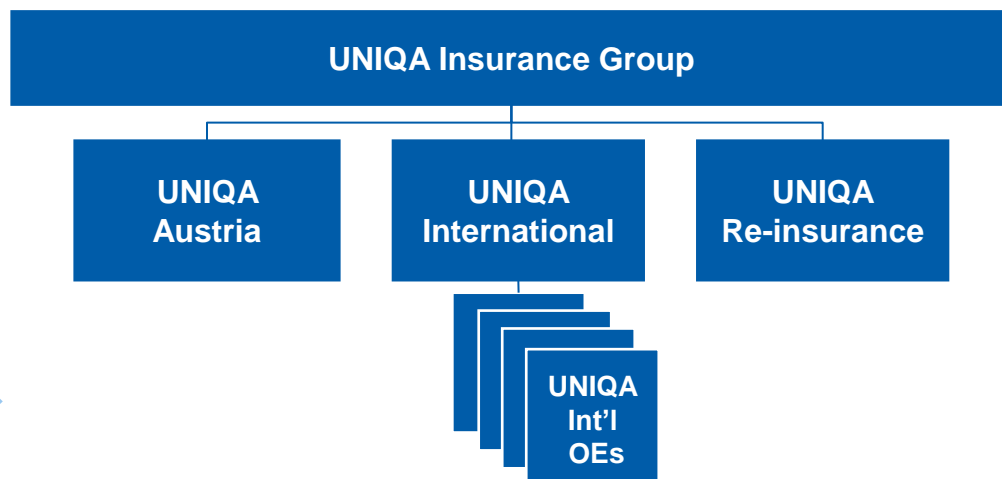 UNIQA Insurance Group
UNIQA
Austria
UNIQA
International
UNIQA
Re-insurance
UNIQA
Int’l
OEs